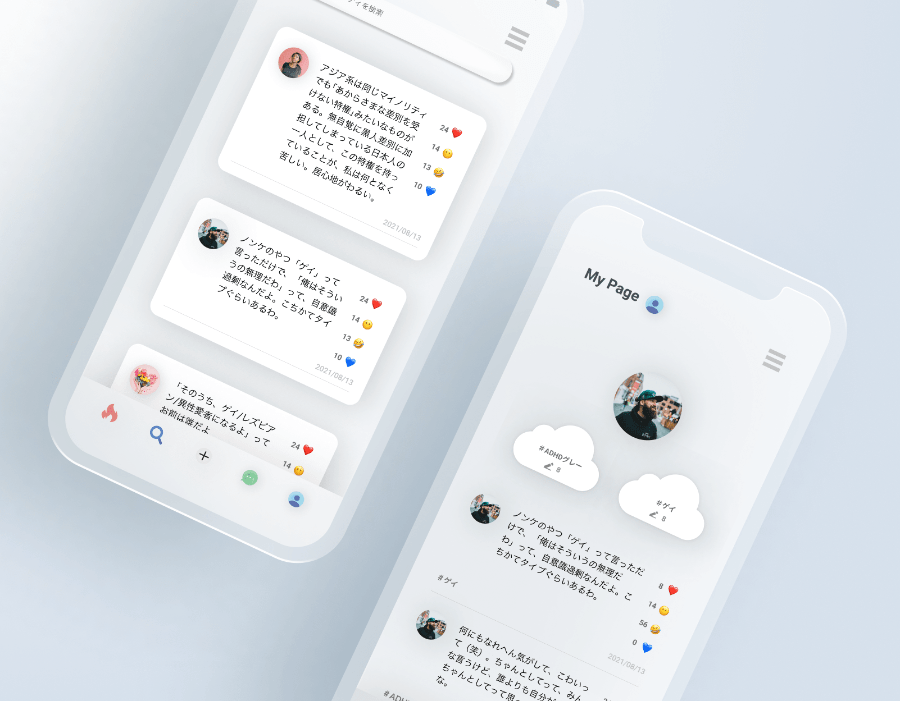 ィを検索
アジア系は同じマイノリティ
でも「あからさまな差別を受
けない特権」みたいなものが
ある。無自覚に黒人差別に加
担してしまっている日本人の
一人として、この特権を持っ
ていることが、私は何となく
苦しい。居心地がわるい。
24
14
13
10
2021/08/13
ノンケのやつ「ゲイ」って
言っただけで、「俺はそうい
うの無理だわ」って、自意識
過剰なんだよ。こちかてタイ
プぐらいあるわ。
24
14
13
10
2021/08/13
「そのうち、ゲイ/レズビア
ン/異性愛者になるよ」って
お前は誰だよ
24
14
My Page
#ADHDグレー
8
#ゲイ
8
ノンケのやつ「ゲイ」って言っただ
けで、「俺はそういうの無理だ
わ」って、自意識過剰なんだよ。こ
ちかてタイプぐらいあるわ。
8
14
56
0
#ゲイ
2021/08/13
何にもなれへん気がして、こわいっ
て（笑）。ちゃんとしてって、みん
な言うけど、誰よりも自分が
ちゃんとしてって思
な。
24
#ADHD